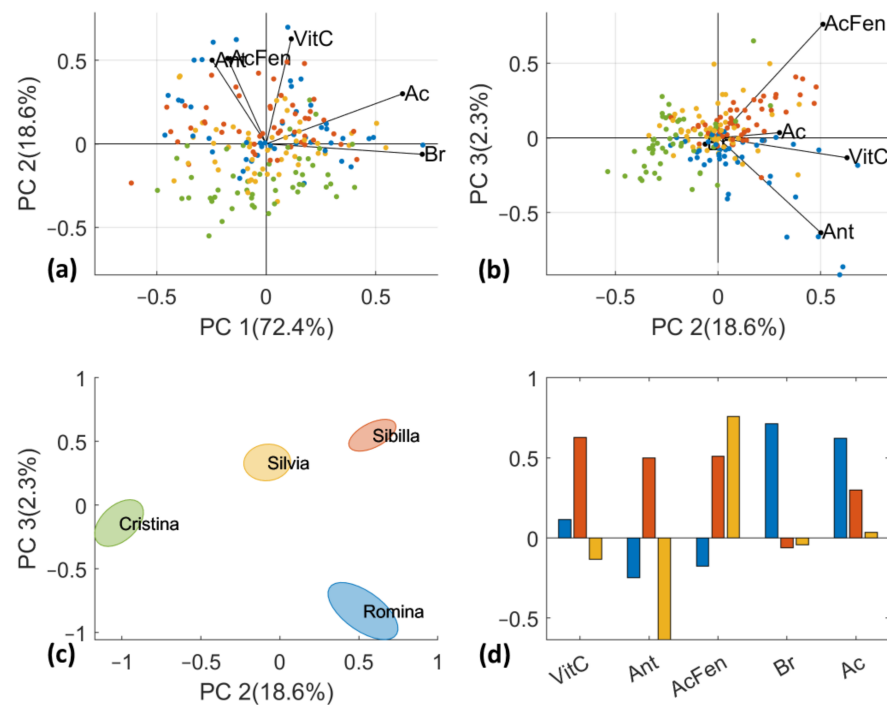 VitC
AntAcFen
0.5
Ac
0
Br
PC 2(18.6%)
−0.5
(a)
−0.5
0
0.5
PC 1(72.4%)
AcFen
0.5
Ac
0
VitC
PC 3(2.3%)
−0.5
Ant
(b)
−0.5
0
0.5
PC 2(18.6%)
1
0.5
Sibilla
Silvia
0
Cristina
PC 3(2.3%)
−0.5
Romina
−1
(c)
−1
−0.5
0
0.5
1
PC 2(18.6%)
1
0.5
0
−0.5
(d)
VitC
Ant
AcFen
Br
Ac